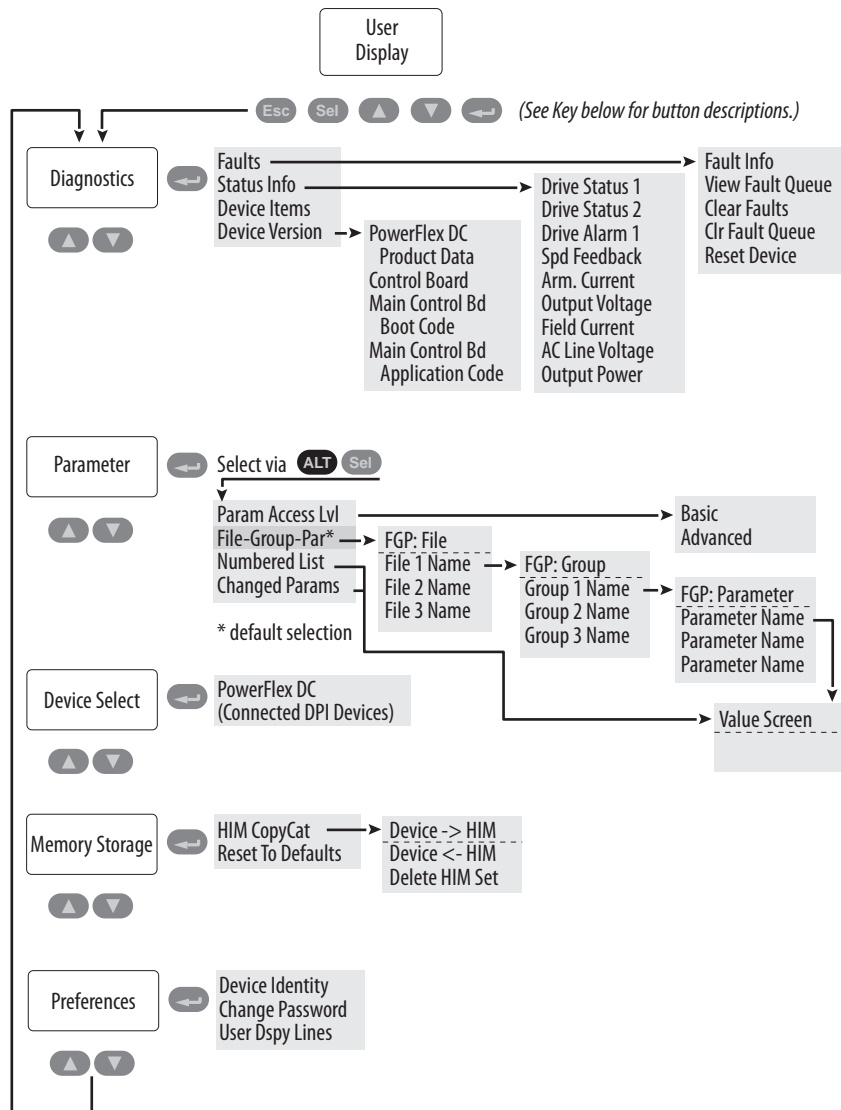 User
Display
Esc Sel (See Key below for button descriptions.)
Diagnostics
Faults
Status Info
Device Items
Device Version
PowerFlex DC
Product Data
Control Board
Main Control Bd
Boot Code
Main Control Bd
Application Code
Drive Status 1
Drive Status 2
Drive Alarm 1
Spd Feedback
Arm. Current
Output Voltage
Field Current
AC Line Voltage
Output Power
Fault Info
View Fault Queue
Clear Faults
Clr Fault Queue
Reset Device
Parameter
Select via ALT Sel
Param Access Lvl
File-Group-Par*
Numbered List
Changed Params
* default selection
FGP: File
File 1 Name
File 2 Name
File 3 Name
FGP: Group
Group 1 Name
Group 2 Name
Group 3 Name
Basic
Advanced
FGP: Parameter
Parameter Name
Parameter Name
Parameter Name
Value Screen
Device Select
PowerFlex DC
(Connected DPI Devices)
Memory Storage
HIM CopyCat
Reset To Defaults
Device -> HIM
Device <- HIM
Delete HIM Set
Preferences
Device Identity
Change Password
User Dspy Lines